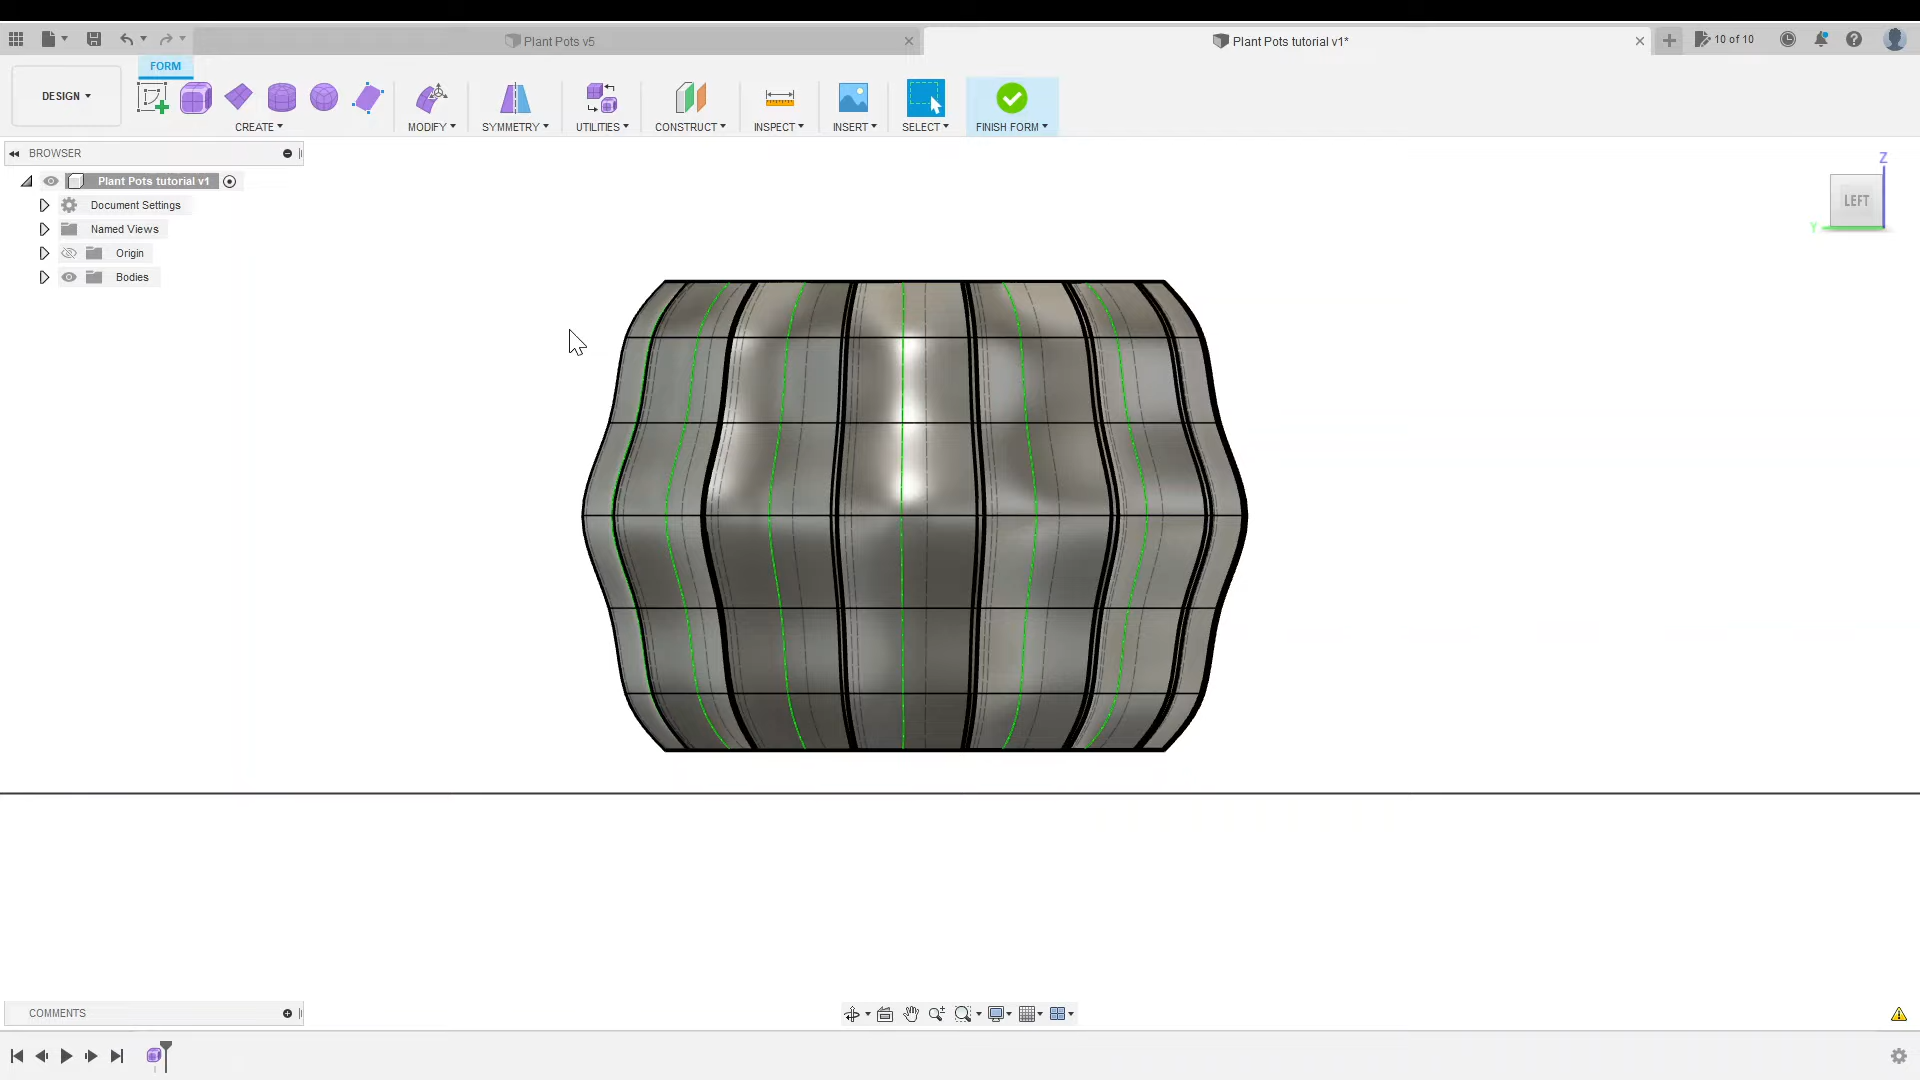 Plant Pots v5
Plant Pots tutorial v1*
10 of 10
FORM
DESIGN
CREATE
MODIFY
SYMMETRY
UTILITIES
CONSTRUCT
INSPECT
INSERT
SELECT
FINISH FORM
BROWSER
Plant Pots tutorial v1
Document Settings
Named Views
Origin
Bodies
Z
LEFT
Y
COMMENTS